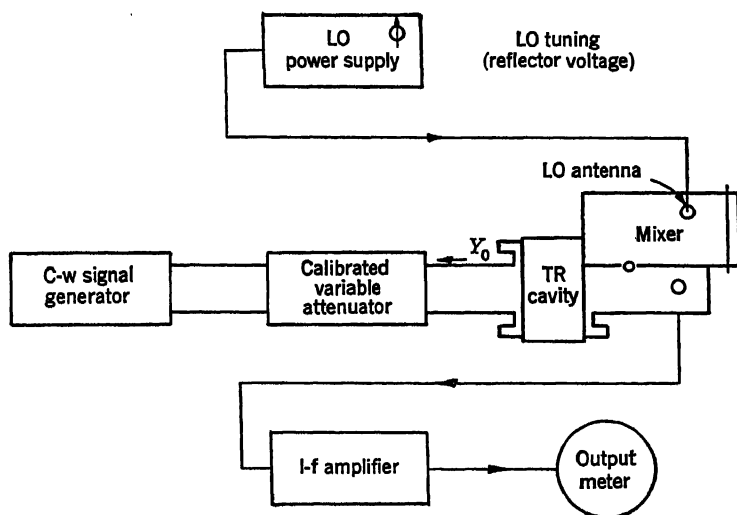 LO
power supply
LO tuning
(reflector voltage)
LO antenna
Mixer
Y₀
C-w signal
generator
Calibrated
variable
attenuator
TR
cavity
I-f amplifier
Output
meter